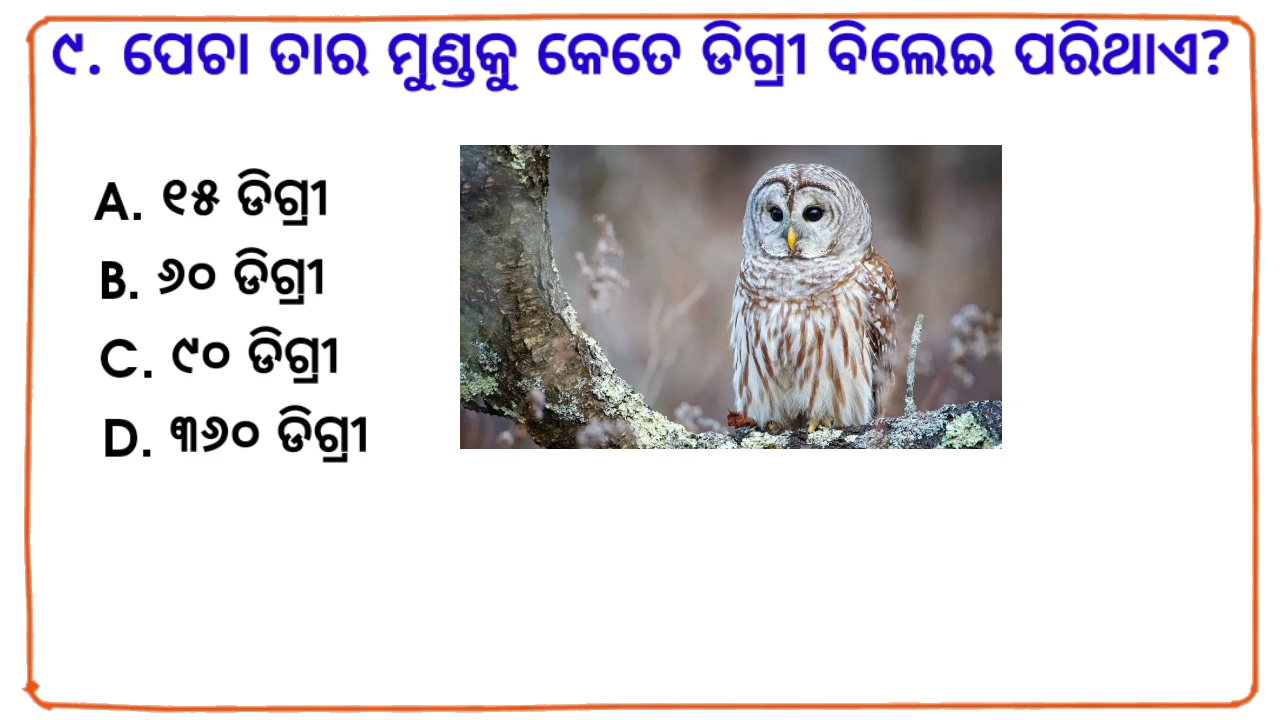 ୯. ପେଚା ତାର ମୁଣ୍ଡକୁ କେତେ ଡିଗ୍ରୀ ବିଲେଇ ପରିଥାଏ?
A. ୧୫ ଡିଗ୍ରୀ
B. ୬୦ ଡିଗ୍ରୀ
C. ୯୦ ଡିଗ୍ରୀ
D. ୩୬୦ ଡିଗ୍ରୀ